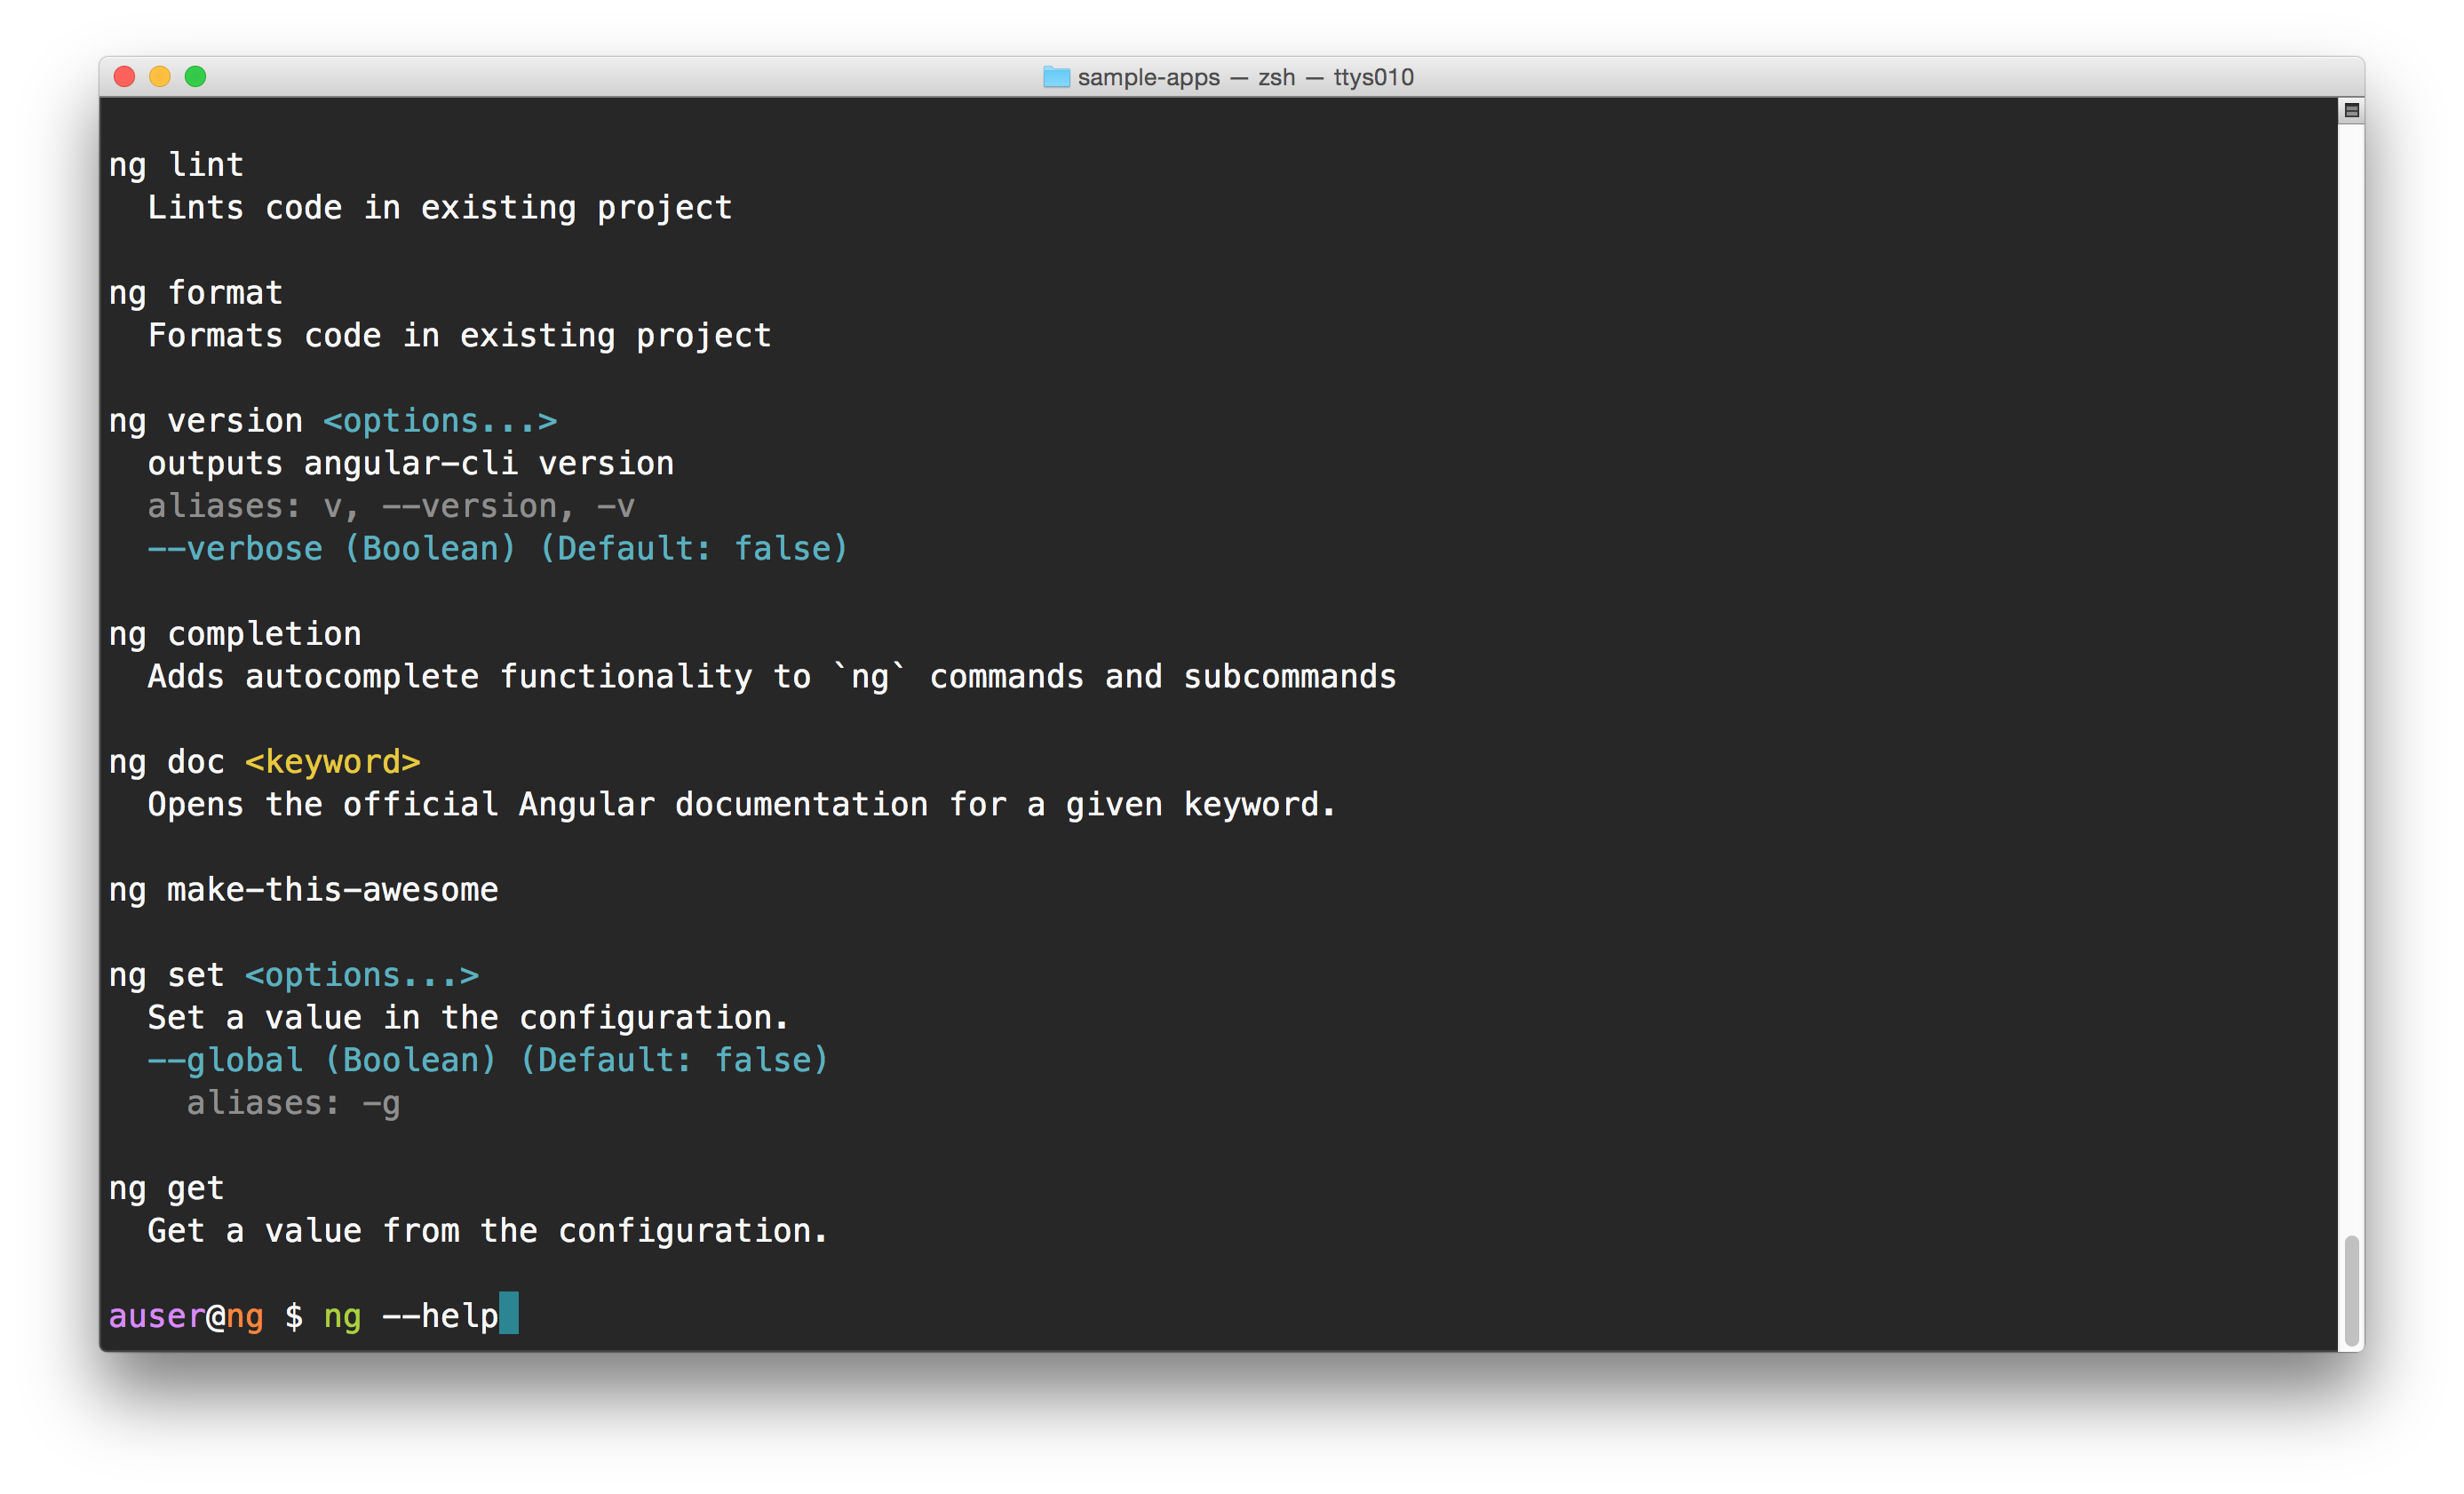 sample-apps — zsh — ttys010
ng lint
  Lints code in existing project
ng format
  Formats code in existing project
ng version <options...>
  outputs angular-cli version
  aliases: v, --version, -v
  --verbose (Boolean) (Default: false)
ng completion
  Adds autocomplete functionality to `ng` commands and subcommands
ng doc <keyword>
  Opens the official Angular documentation for a given keyword.
ng make-this-awesome
ng set <options...>
  Set a value in the configuration.
  --global (Boolean) (Default: false)
    aliases: -g
ng get
  Get a value from the configuration.
auser@ng $ ng --help